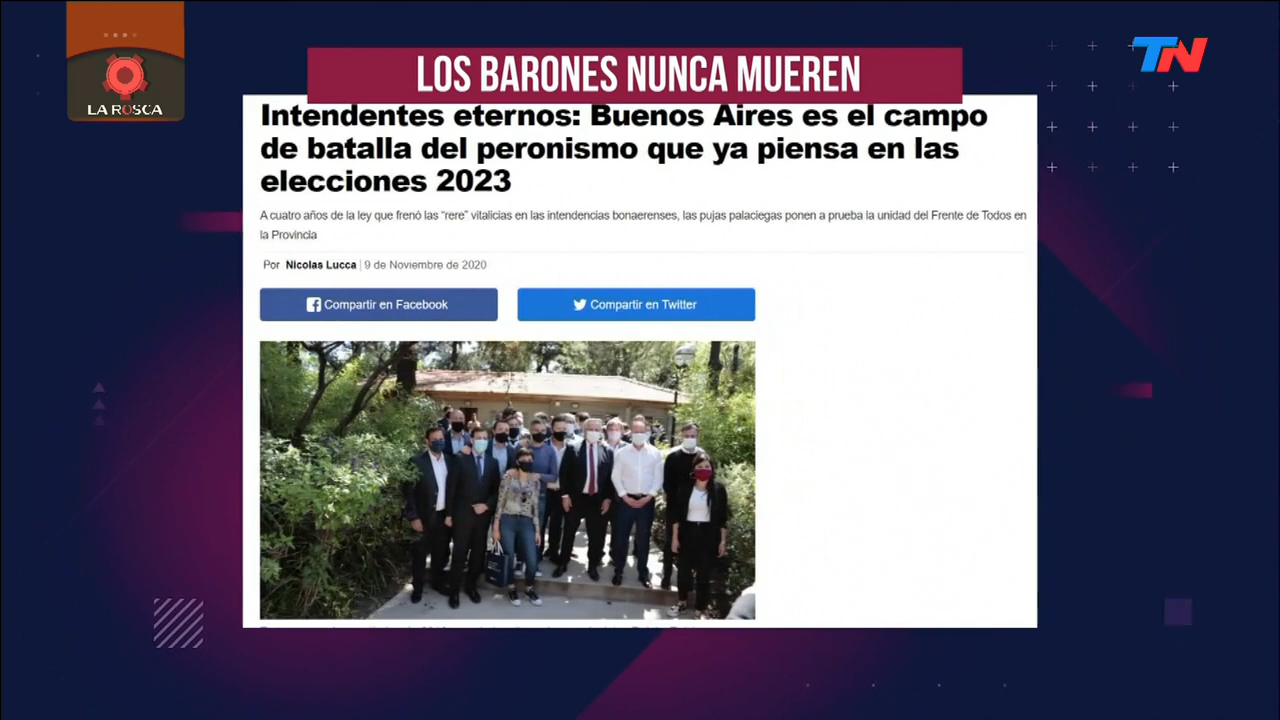 LOS BARONES NUNCA MUEREN
TN
LA ROSCA
Intendentes eternos: Buenos Aires es el campo
de batalla del peronismo que ya piensa en las
elecciones 2023
A cuatro años de la ley que frenó las “rere” vitalicias en las intendencias bonaerenses, las pujas palaciegas ponen a prueba la unidad del Frente de Todos en
la Provincia
Por Nicolas Lucca | 9 de Noviembre de 2020
Compartir en Facebook
Compartir en Twitter